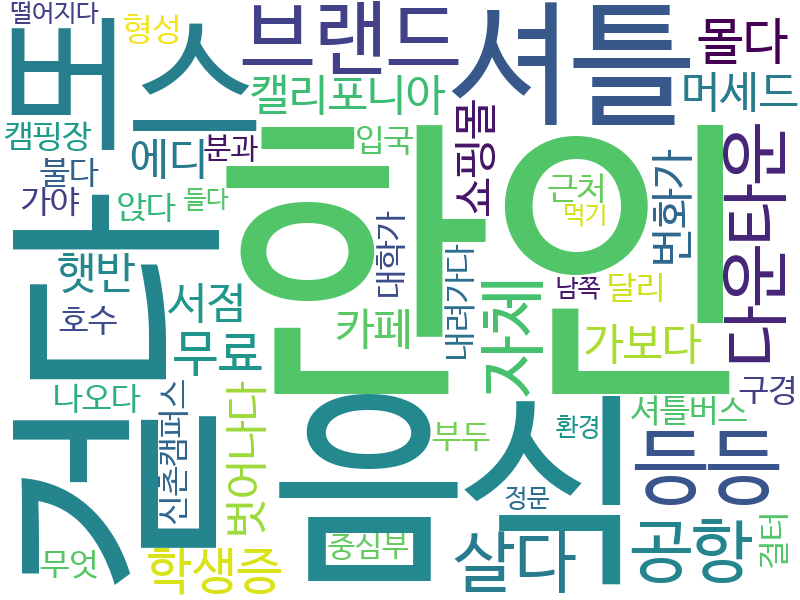 떨어지다
형성
버스
브랜드
셔틀
몰다
캘리포니아
머세드
캠핑장
에디
분과
입국
쇼핑몰
불다
가야
앉다
들다
한인
근처
먹기
번화가
다운타운
걷다
햇반
호수
서점
무료
대학가
내려가다
카페
자체
남쪽
달리
가보다
구경
나오다
신촌캠퍼스
벗어나다
음식
부두
환경
셔틀버스
등등
정문
무엇
학생증
중심부
살다
공항
걸터